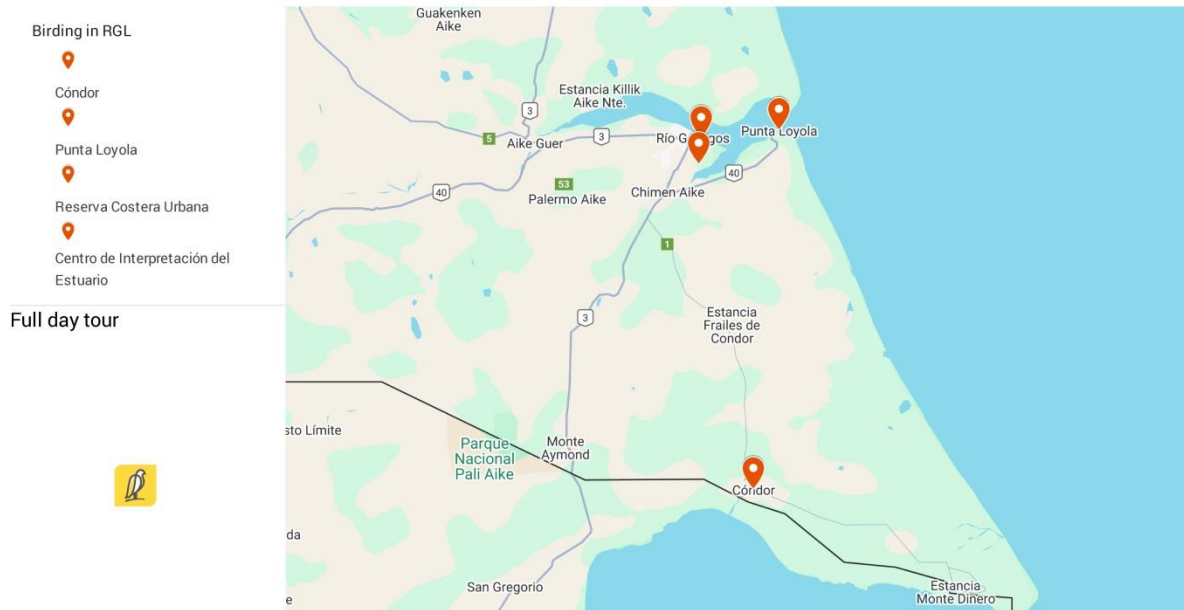 Birding in RGL
Cóndor
Punta Loyola
Reserva Costera Urbana
Centro de Interpretación del
Estuario
Full day tour
Guakenken
Aike
Estancia Killik
Aike Nte.
3
5
Aike Guer
3
Punta Loyola
40
53
Palermo Aike
Chimen Aike
40
1
Estancia
Frailes de
Condor
3
sto Límite
Parque
Nacional
Pali Aike
Monte
Aymond
Cóndor
da
San Gregorio
Estancia
Monte Dinero
e